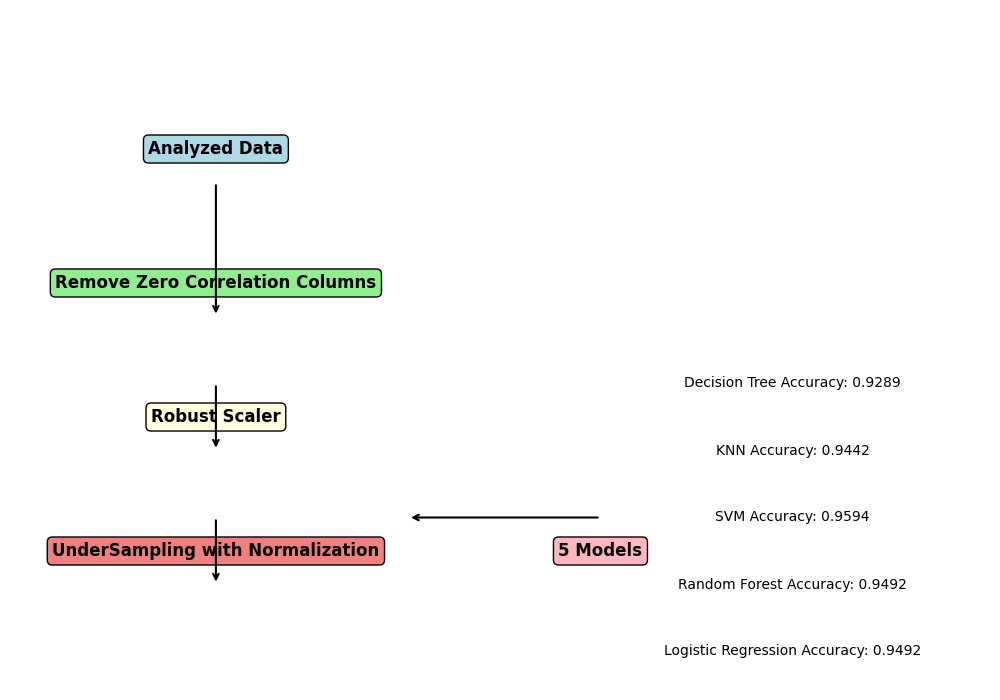 Analyzed Data
Remove Zero Correlation Columns
Robust Scaler
UnderSampling with Normalization
5 Models
Decision Tree Accuracy: 0.9289
KNN Accuracy: 0.9442
SVM Accuracy: 0.9594
Random Forest Accuracy: 0.9492
Logistic Regression Accuracy: 0.9492